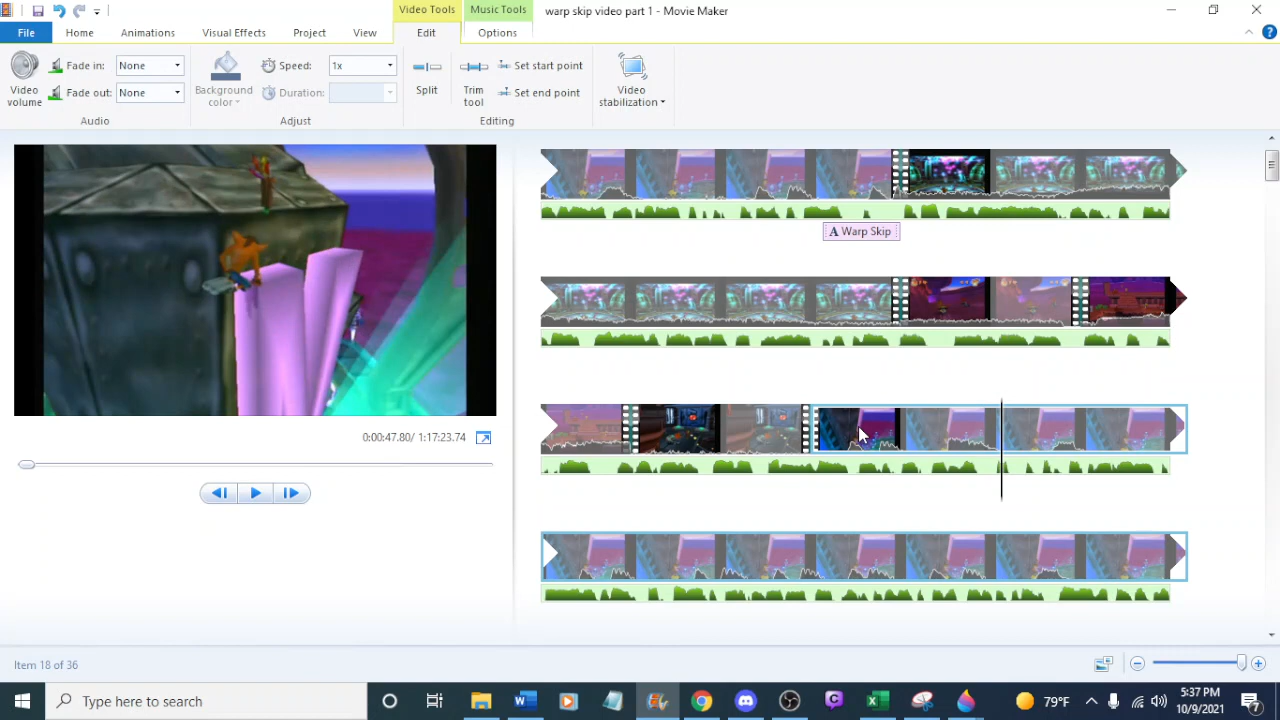 Video Tools
Music Tools
warp skip video part 1 - Movie Maker
File
Home
Animations
Visual Effects
Project
View
Edit
Options
Video volume
Fade in:
None
Fade out:
None
Audio
Background color
Speed:
1x
Duration:
Adjust
Split
Trim tool
Set start point
Set end point
Editing
Video stabilization
A Warp Skip
0:00:47.80/ 1:17:23.74
Item 18 of 36
Type here to search
79°F
5:37 PM
10/9/2021
7